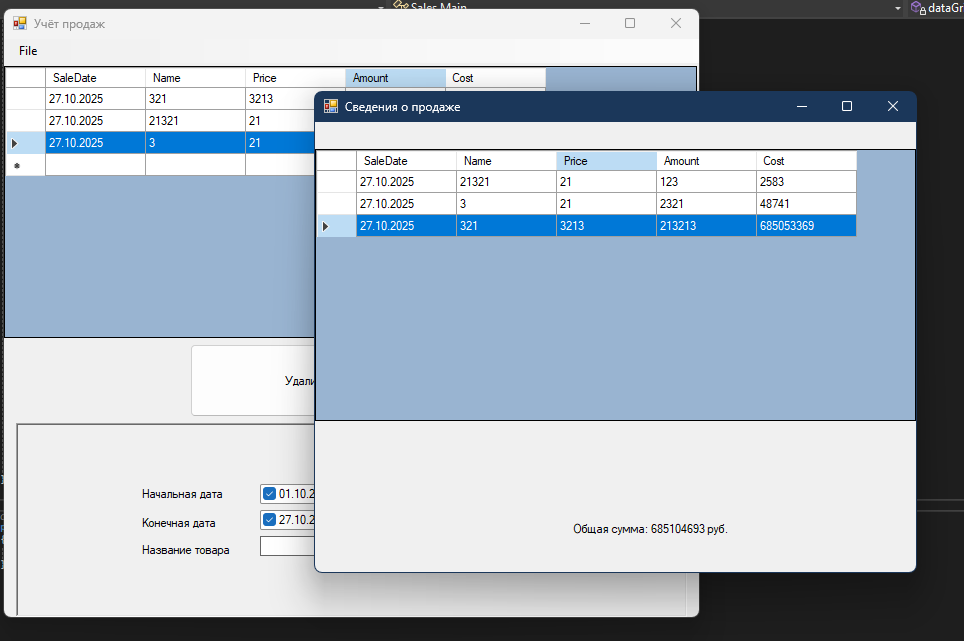 Sales.Main
dataGr
Учёт продаж
File
SaleDate Name Price Amount Cost
27.10.2025 321 3213
27.10.2025 21321 21
27.10.2025 3 21
Сведения о продаже
SaleDate Name Price Amount Cost
27.10.2025 21321 21 123 2583
27.10.2025 3 21 2321 48741
27.10.2025 321 3213 213213 685053369
Удали
Начальная дата 01.10.2
Конечная дата 27.10.2
Название товара
Общая сумма: 685104693 руб.